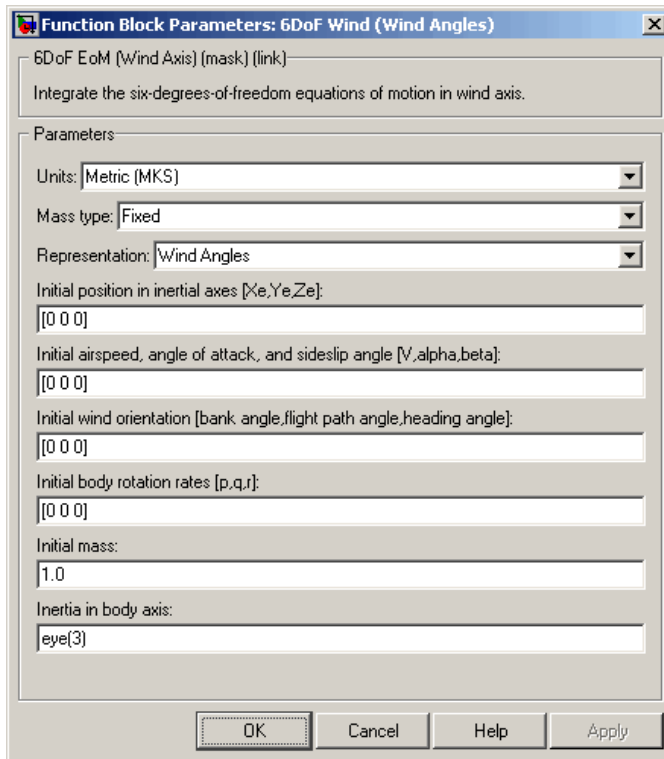 Function Block Parameters: 6DoF Wind (Wind Angles)
6DoF EoM (Wind Axis) (mask) (link)
Integrate the six-degrees-of-freedom equations of motion in wind axis.
Parameters
Units: Metric (MKS)
Mass type: Fixed
Representation: Wind Angles
Initial position in inertial axes [Xe,Ye,Ze]:
[0 0 0]
Initial airspeed, angle of attack, and sideslip angle [V,alpha,beta]:
[0 0 0]
Initial wind orientation [bank angle,flight path angle,heading angle]:
[0 0 0]
Initial body rotation rates [p,q,r]:
[0 0 0]
Initial mass:
1.0
Inertia in body axis:
eye(3)
OK Cancel Help Apply